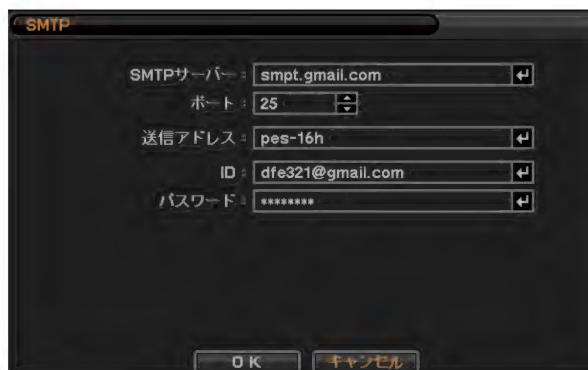 SMTP
SMTPサーバー : smpt.gmail.com
ポート : 25
送信アドレス : pes-16h
ID : dfe321@gmail.com
パスワード : ********
OK
キャンセル